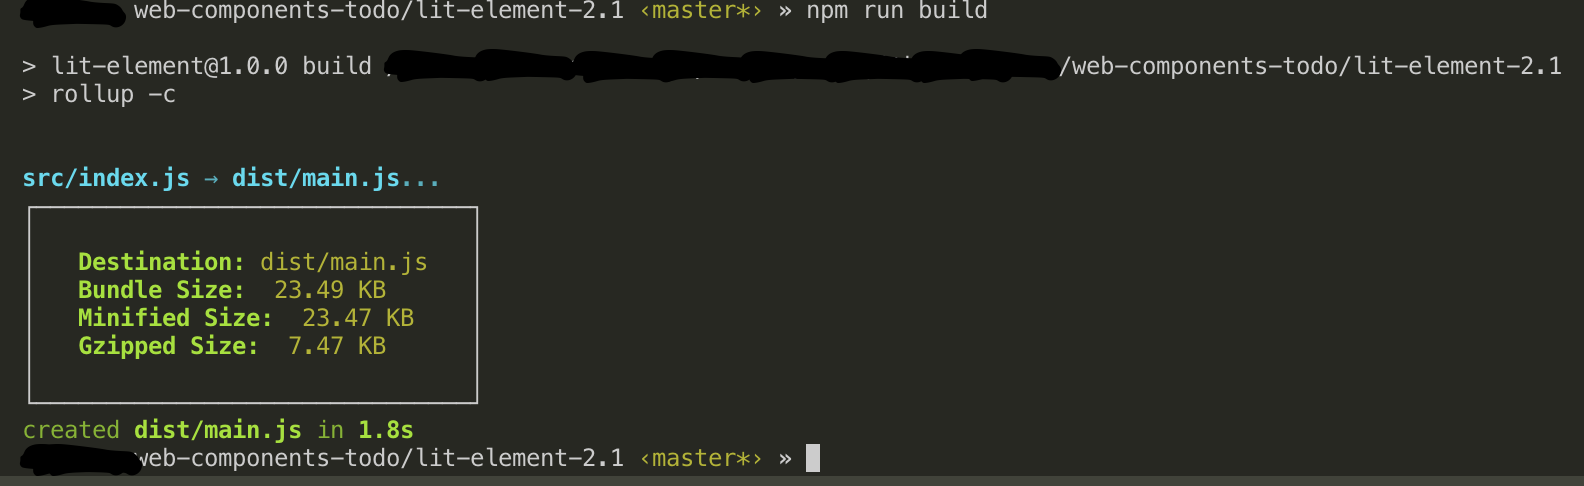 web-components-todo/lit-element-2.1 ‹master*› » npm run build
> lit-element@1.0.0 build /web-components-todo/lit-element-2.1
> rollup -c
src/index.js → dist/main.js...
Destination: dist/main.js
Bundle Size: 23.49 KB
Minified Size: 23.47 KB
Gzipped Size: 7.47 KB
created dist/main.js in 1.8s
web-components-todo/lit-element-2.1 ‹master*› »